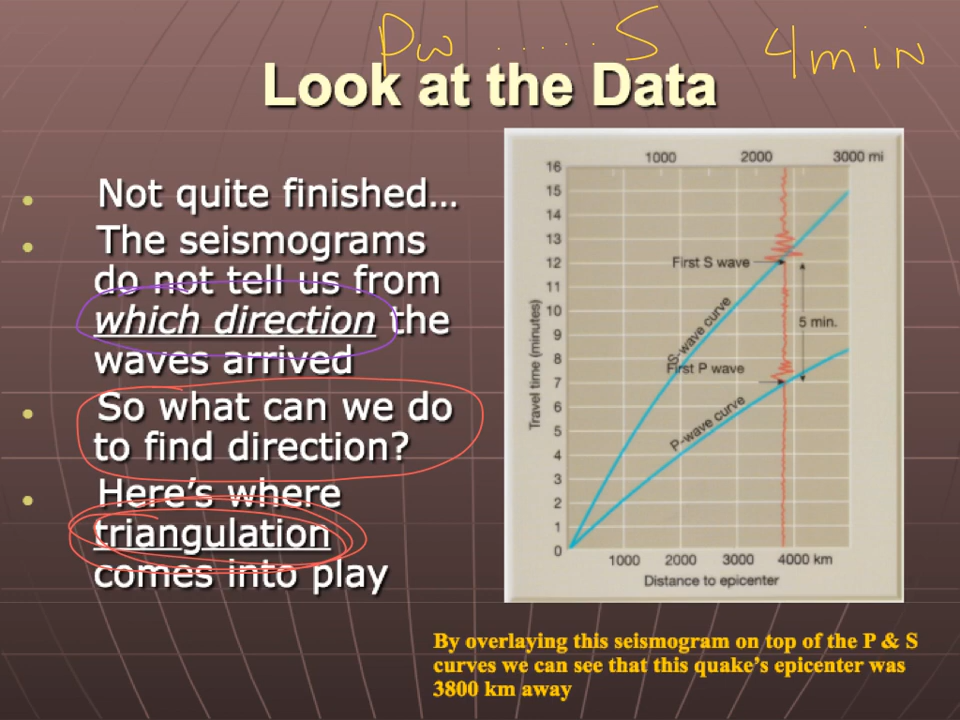 Pw ...... S 4min
Look at the Data
Not quite finished…
The seismograms
do not tell us from
which direction the
waves arrived
So what can we do
to find direction?
Here's where
triangulation
comes into play
1000 2000 3000 mi
16
15
14
13
12
11
10
9
8
7
6
5
4
3
2
1
0
Travel time (minutes)
First S wave
5 min.
S-wave curve
First P wave
P-wave curve
1000 2000 3000 4000 km
Distance to epicenter
By overlaying this seismogram on top of the P & S
curves we can see that this quake's epicenter was
3800 km away